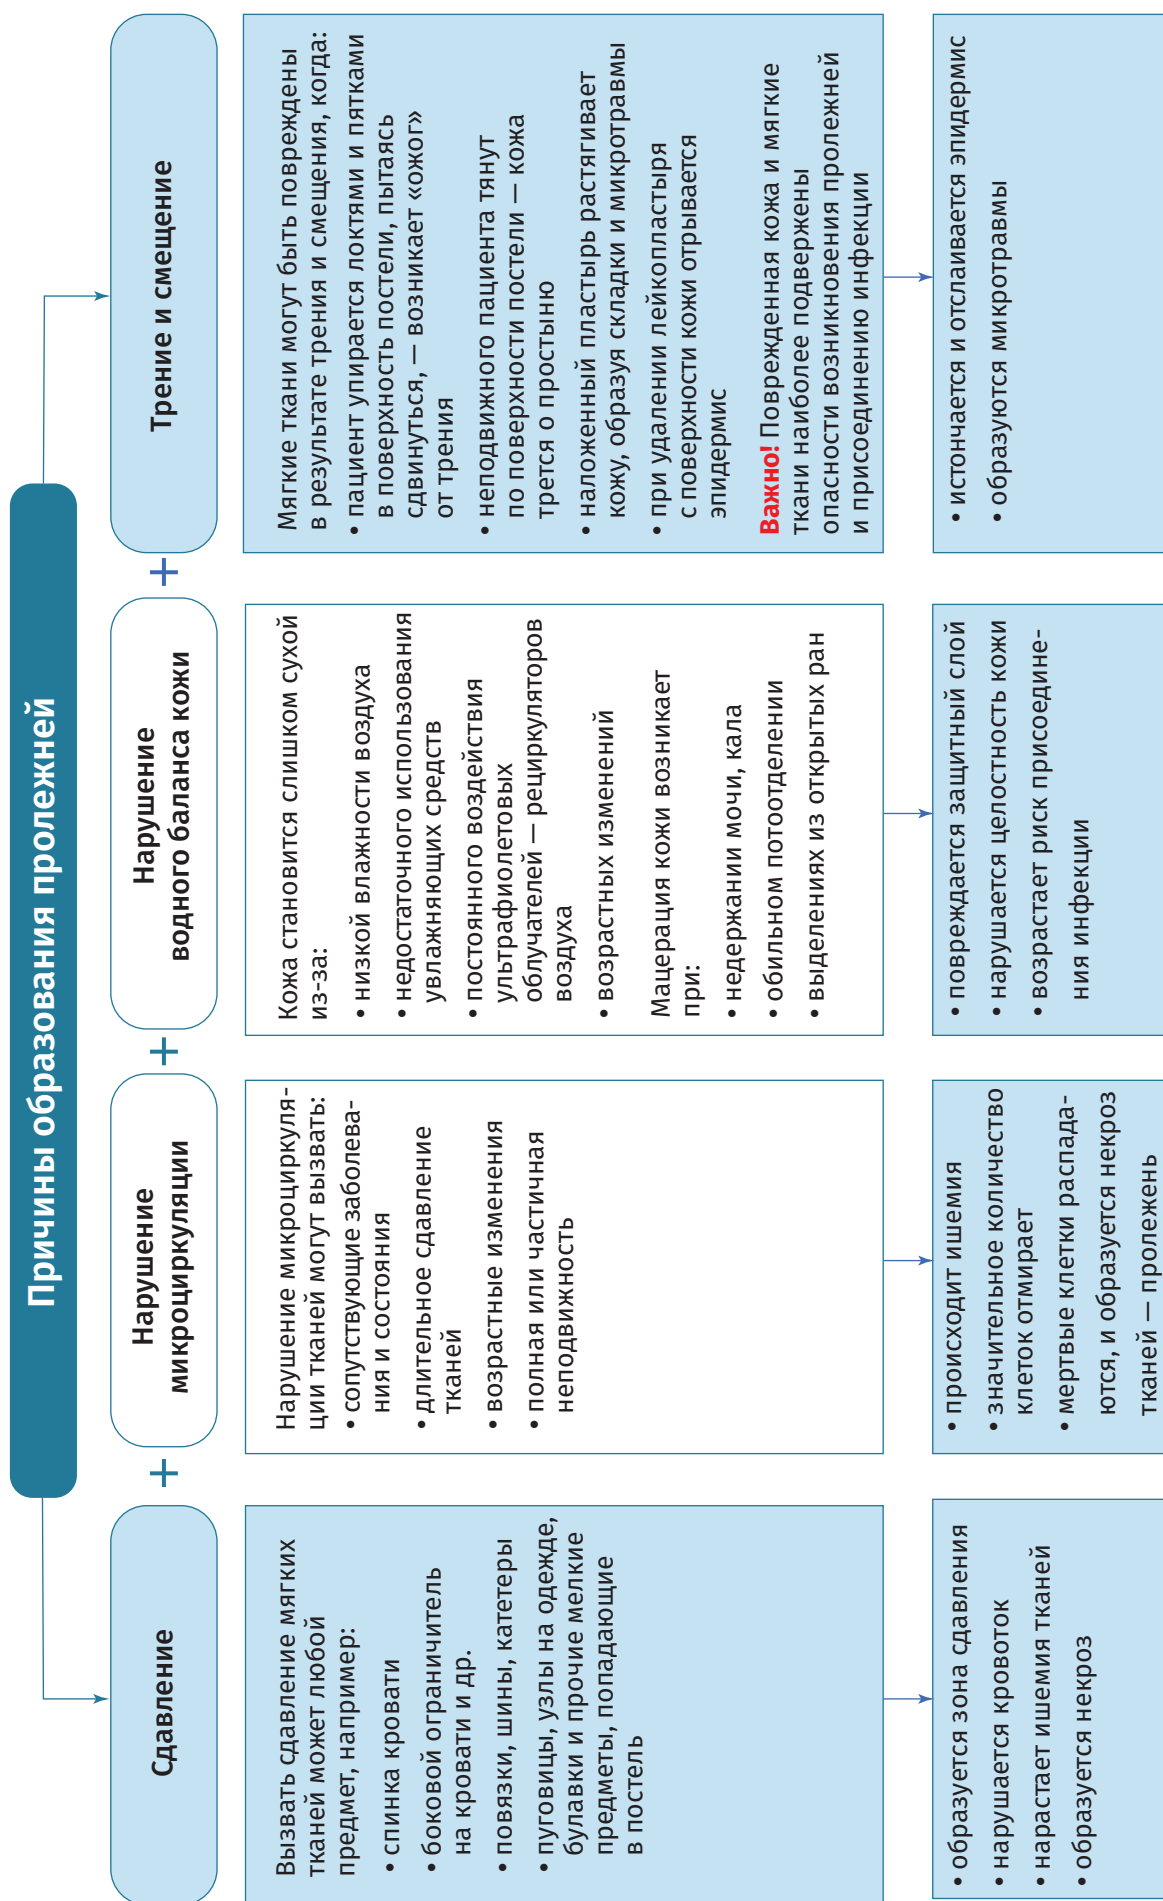 Причины образования пролежней
Сдавление
+
Нарушение
микроциркуляции
+
Нарушение
водного баланса кожи
+
Трение и смещение
Вызвать сдавление мягких
тканей может любой
предмет, например:
• спинка кровати
• боковой ограничитель
на кровати и др.
• повязки, шины, катетеры
• пуговицы, узлы на одежде,
булавки и прочие мелкие
предметы, попадающие
в постель
Нарушение микроциркуля-
ции тканей могут вызвать:
• сопутствующие заболева-
ния и состояния
• длительное сдавление
тканей
• возрастные изменения
• полная или частичная
неподвижность
Кожа становится слишком сухой
из-за:
• низкой влажности воздуха
• недостаточного использования
увлажняющих средств
• постоянного воздействия
ультрафиолетовых
облучателей — рециркуляторов
воздуха
• возрастных изменений
Мацерация кожи возникает
при:
• недержании мочи, кала
• обильном потоотделении
• выделениях из открытых ран
Мягкие ткани могут быть повреждены
в результате трения и смещения, когда:
• пациент упирается локтями и пятками
в поверхность постели, пытаясь
сдвинуться, — возникает «ожог»
от трения
• неподвижного пациента тянут
по поверхности постели — кожа
трется о простыню
• наложенный пластырь растягивает
кожу, образуя складки и микротравмы
• при удалении лейкопластыря
с поверхности кожи отрывается
эпидермис
Важно! Поврежденная кожа и мягкие
ткани наиболее подвержены
опасности возникновения пролежней
и присоединению инфекции
• образуется зона сдавления
• нарушается кровоток
• нарастает ишемия тканей
• образуется некроз
• происходит ишемия
• значительное количество
клеток отмирает
• мертвые клетки распада-
ются, и образуется некроз
тканей — пролежень
• повреждается защитный слой
• нарушается целостность кожи
• возрастает риск присоедине-
ния инфекции
• истончается и отслаивается эпидермис
• образуются микротравмы